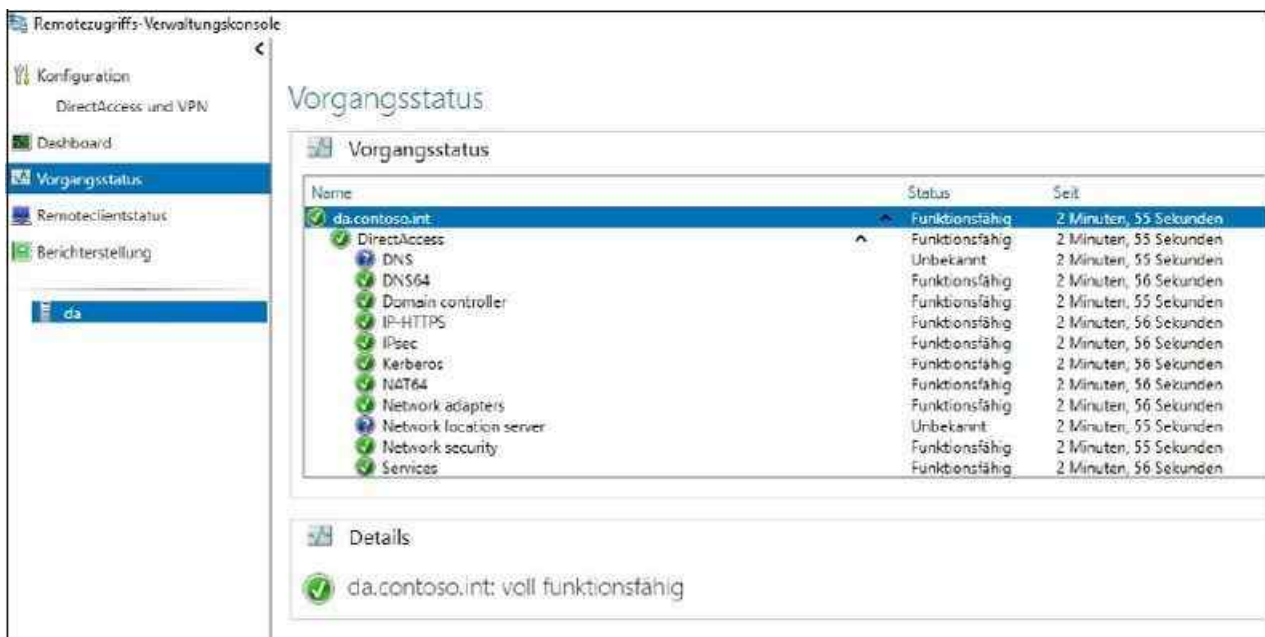 Remotezugriffs-Verwaltungskonsole
Konfiguration
DirectAccess und VPN
Dashboard
Vorgangsstatus
Remoteclientstatus
Berichterstellung
da
Vorgangsstatus
Vorgangsstatus
Name Status Seit
da.contoso.int Funktionsfähig 2 Minuten, 55 Sekunden
DirectAccess Funktionsfähig 2 Minuten, 55 Sekunden
DNS Unbekannt 2 Minuten, 55 Sekunden
DNS64 Funktionsfähig 2 Minuten, 56 Sekunden
Domain controller Funktionsfähig 2 Minuten, 55 Sekunden
IP-HTTPS Funktionsfähig 2 Minuten, 56 Sekunden
IPsec Funktionsfähig 2 Minuten, 56 Sekunden
Kerberos Funktionsfähig 2 Minuten, 56 Sekunden
NAT64 Funktionsfähig 2 Minuten, 56 Sekunden
Network adapters Funktionsfähig 2 Minuten, 56 Sekunden
Network location server Unbekannt 2 Minuten, 55 Sekunden
Network security Funktionsfähig 2 Minuten, 55 Sekunden
Services Funktionsfähig 2 Minuten, 56 Sekunden
Details
da.contoso.int: voll funktionsfähig